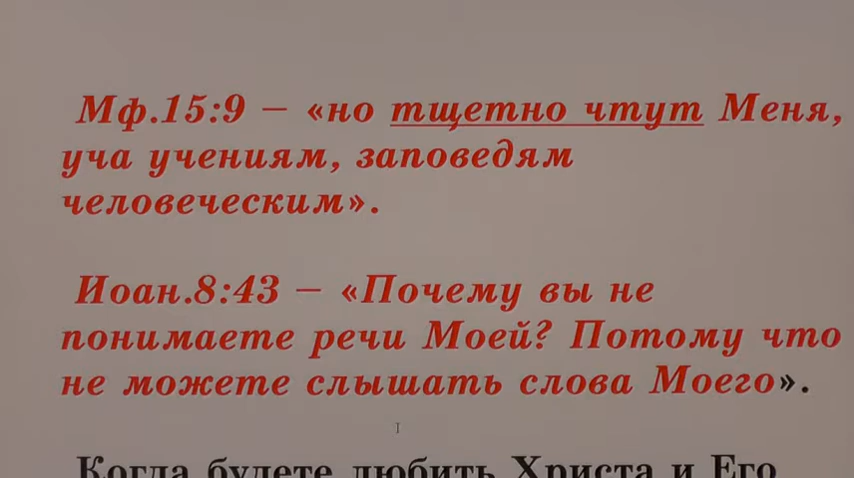 Мф.15:9 – «но тщетно чтут Меня,
уча учениям, заповедям
человеческим».
Иоан.8:43 – «Почему вы не
понимаете речи Моей? Потому что
не можете слышать слова Моего».
Когда будете любить Христа и Его